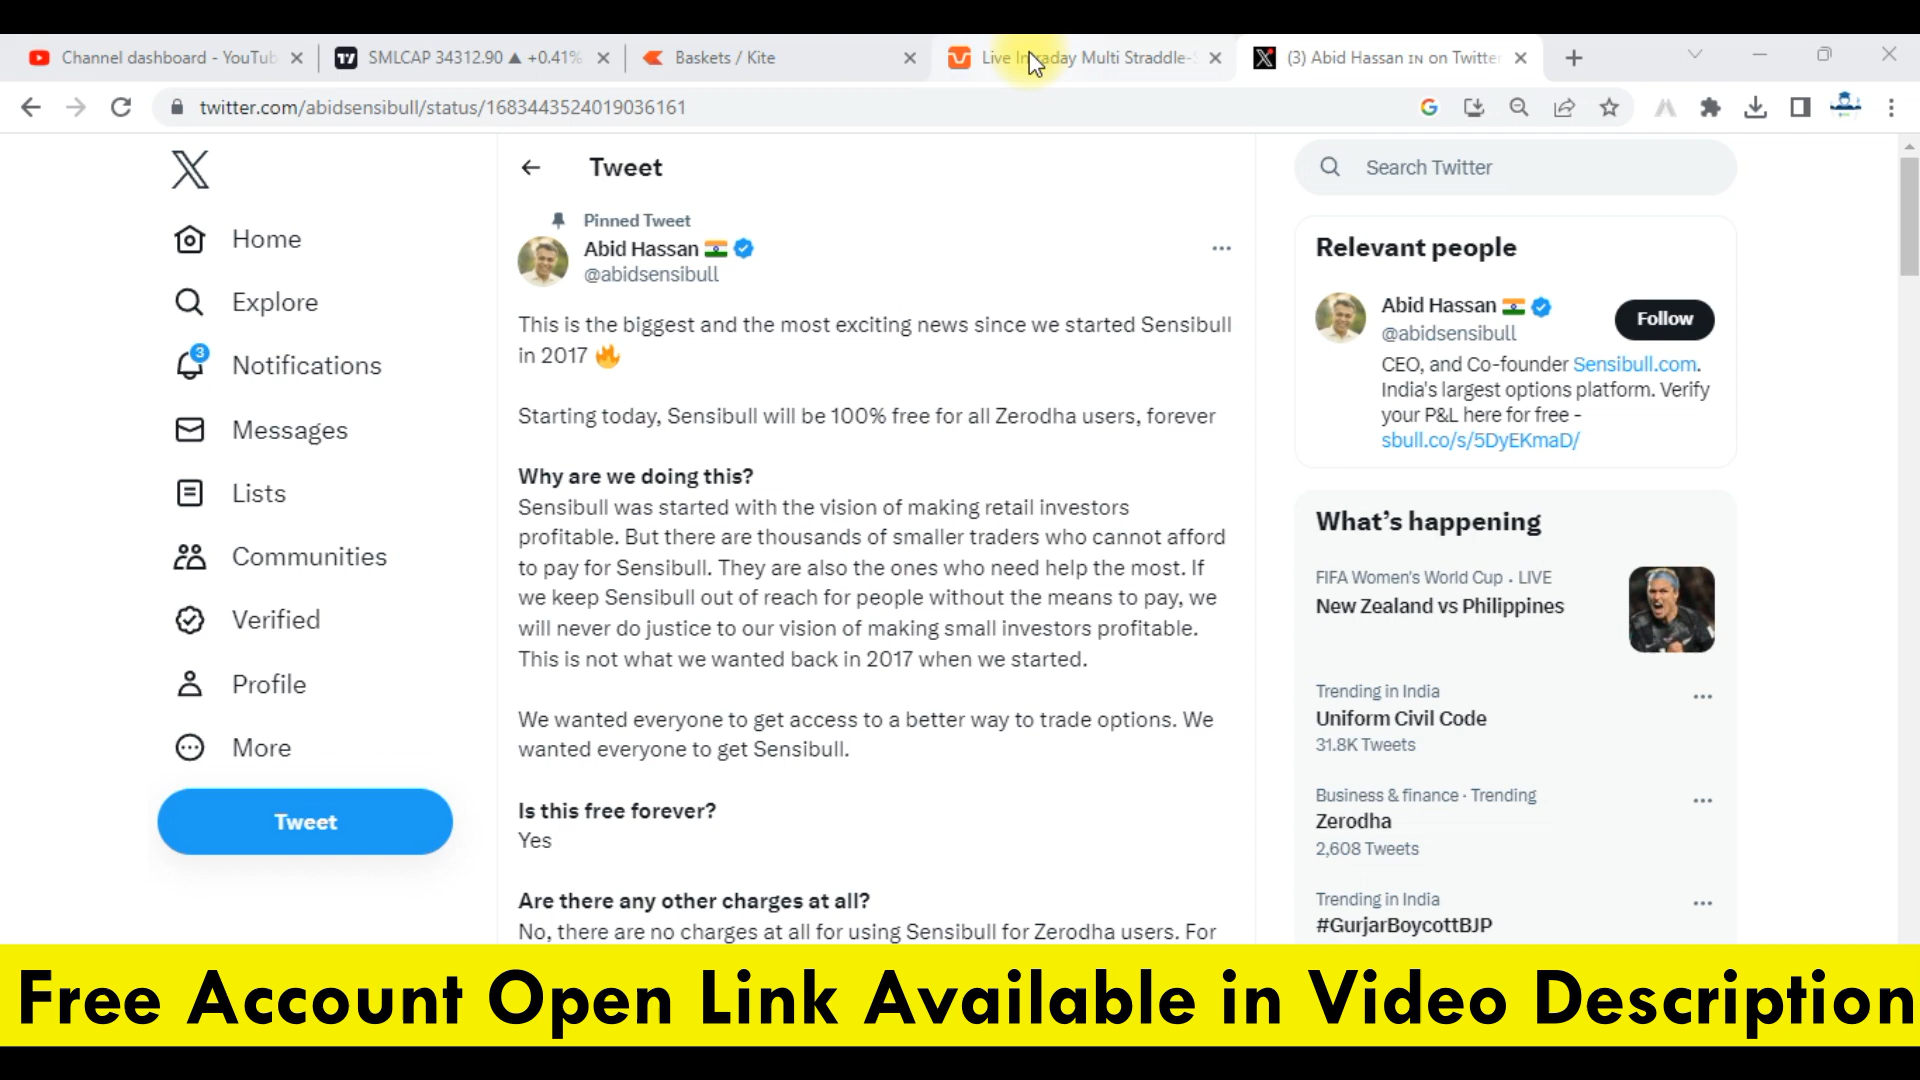 Channel dashboard - YouTub
SMLCAP 34312.90 ▲ +0.41%
Baskets / Kite
Live Intraday Multi Straddle-S
(3) Abid Hassan IN on Twitter
twitter.com/abidsensibull/status/1683443524019036161
Home
Explore
3
Notifications
Messages
Lists
Communities
Verified
Profile
More
Tweet
Tweet
Pinned Tweet
Abid Hassan
@abidsensibull
This is the biggest and the most exciting news since we started Sensibull
in 2017 🔥
Starting today, Sensibull will be 100% free for all Zerodha users, forever
Why are we doing this?
Sensibull was started with the vision of making retail investors
profitable. But there are thousands of smaller traders who cannot afford
to pay for Sensibull. They are also the ones who need help the most. If
we keep Sensibull out of reach for people without the means to pay, we
will never do justice to our vision of making small investors profitable.
This is not what we wanted back in 2017 when we started.
We wanted everyone to get access to a better way to trade options. We
wanted everyone to get Sensibull.
Is this free forever?
Yes
Are there any other charges at all?
No, there are no charges at all for using Sensibull for Zerodha users. For
Search Twitter
Relevant people
Abid Hassan
@abidsensibull
Follow
CEO, and Co-founder Sensibull.com.
India's largest options platform. Verify
your P&L here for free -
sbull.co/s/5DyEKmaD/
What's happening
FIFA Women's World Cup · LIVE
New Zealand vs Philippines
Trending in India
Uniform Civil Code
31.8K Tweets
Business & finance · Trending
Zerodha
2,608 Tweets
Trending in India
#GurjarBoycottBJP
Free Account Open Link Available in Video Description